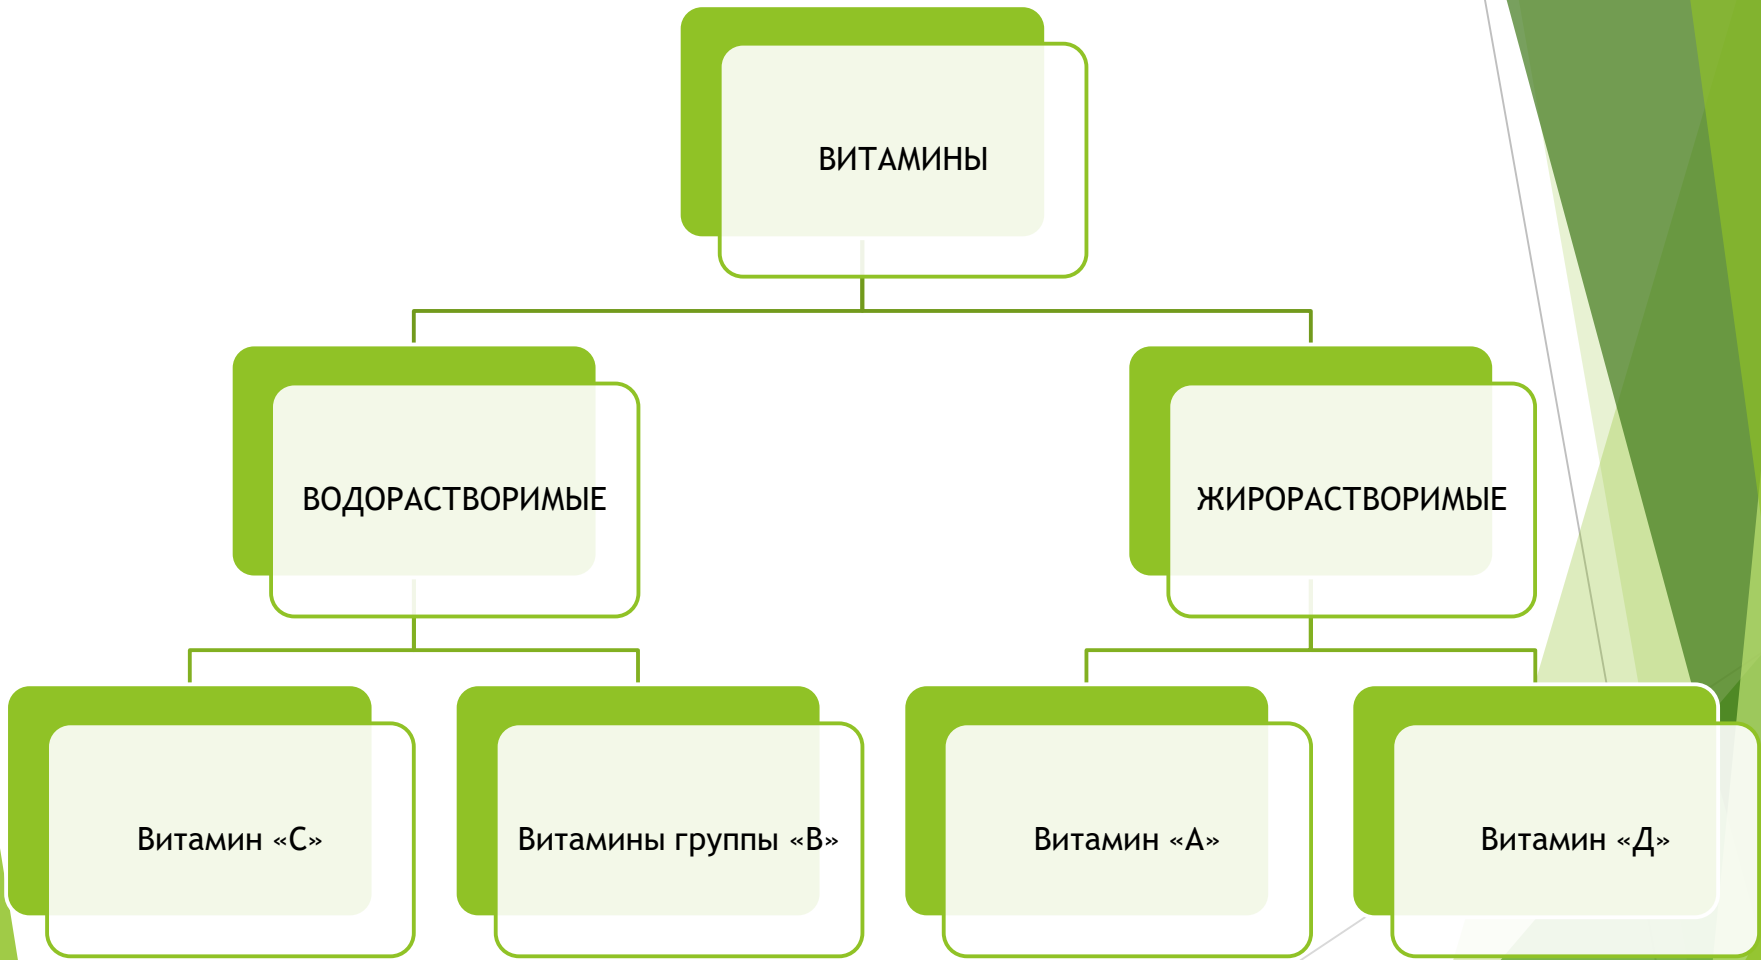 ВИТАМИНЫ
ВОДОРАСТВОРИМЫЕ
ЖИРОРАСТВОРИМЫЕ
Витамин «С»
Витамины группы «В»
Витамин «А»
Витамин «Д»